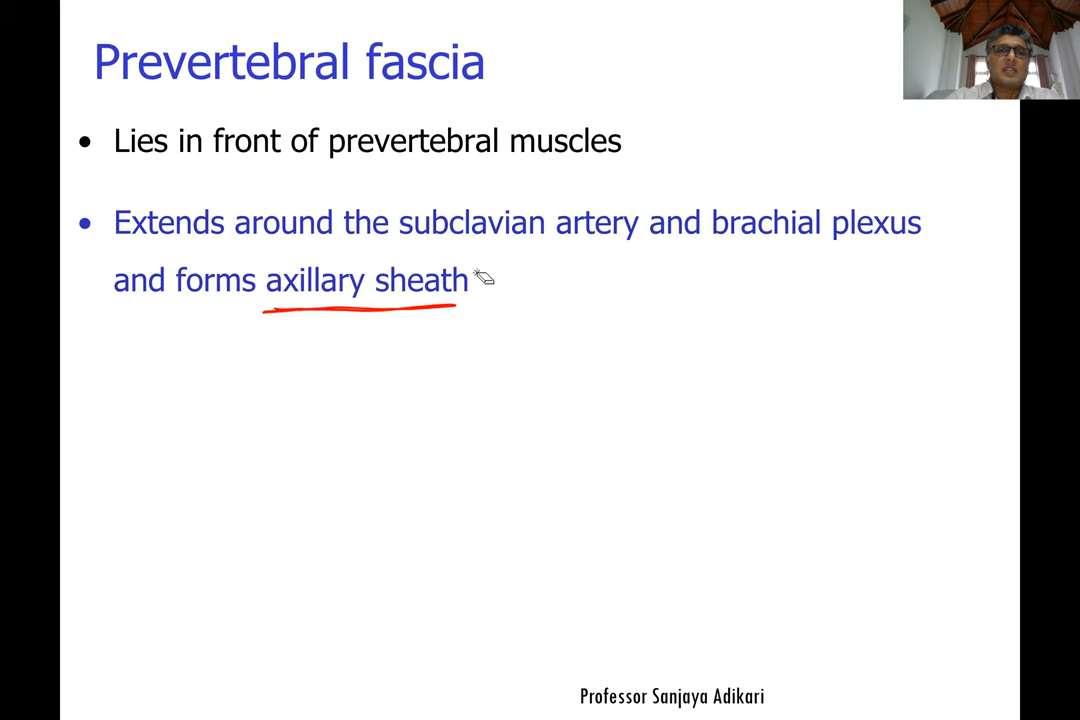 Prevertebral fascia
• Lies in front of prevertebral muscles
• Extends around the subclavian artery and brachial plexus
and forms axillary sheath
Professor Sanjaya Adikari